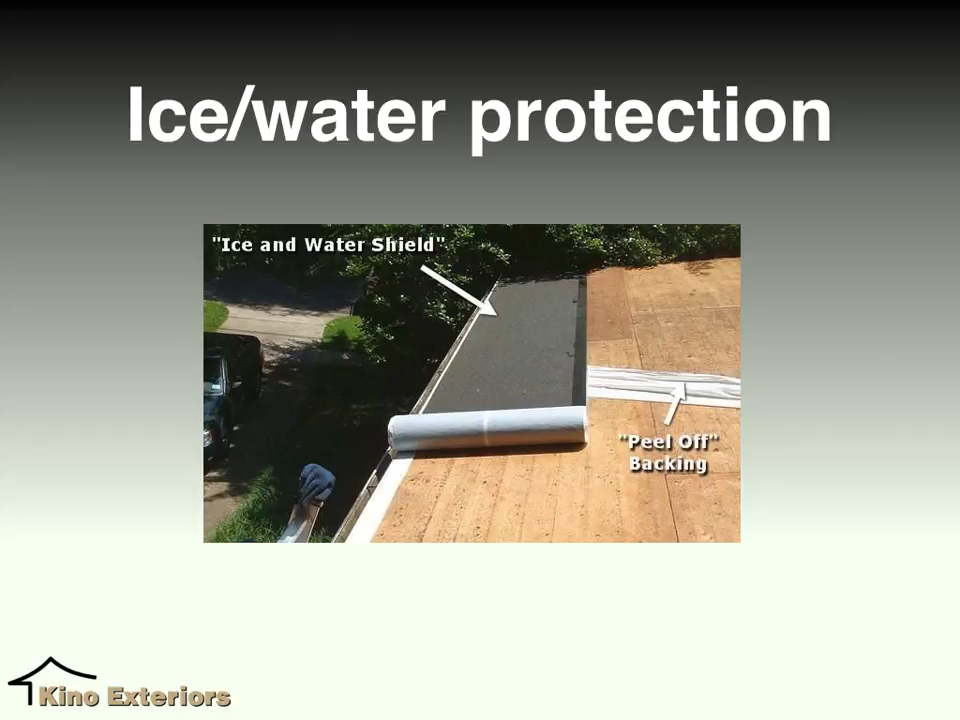 Ice/water protection
"Ice and Water Shield"
"Peel Off"
Backing
Kino Exteriors